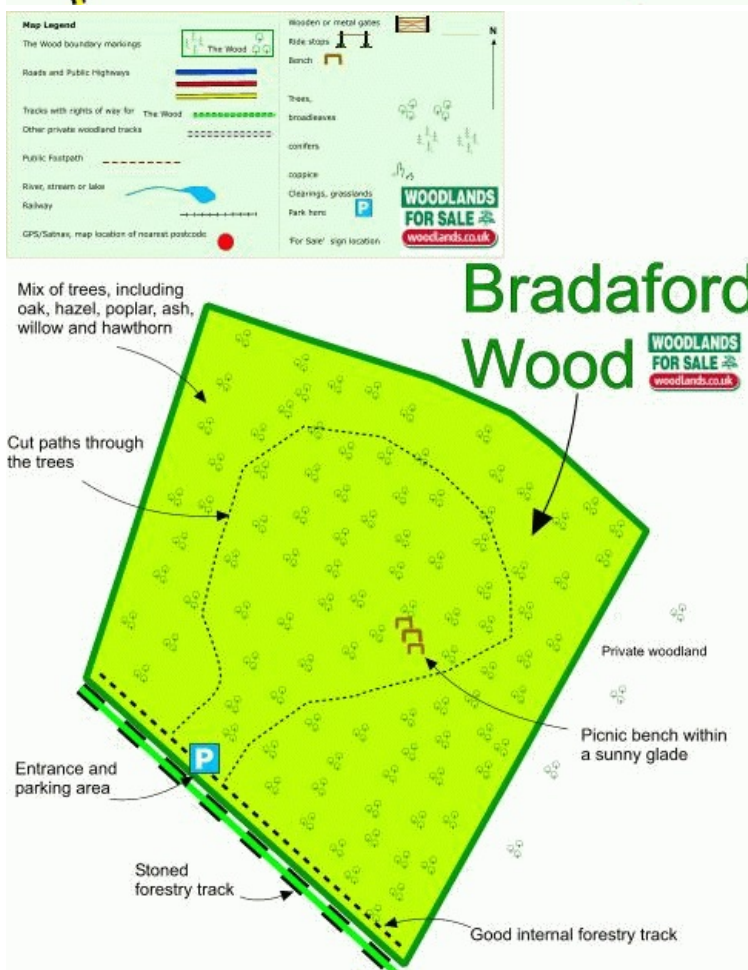 Map Legend
The Wood boundary markings
The Wood
Roads and Public Highways
Tracks with rights of way for The Wood
Other private woodland tracks
Public Footpath
River, stream or lake
Railway
GPS/Satnav, map location of nearest postcode
Wooden or metal gates
Ride stops
Bench
N
Trees,
broadleaves
conifers
coppice
Clearings, grasslands
Park here
P
'For Sale' sign location
WOODLANDS
FOR SALE
woodlands.co.uk
Bradaford
Wood
WOODLANDS
FOR SALE
woodlands.co.uk
Mix of trees, including
oak, hazel, poplar, ash,
willow and hawthorn
Cut paths through
the trees
Private woodland
Picnic bench within
a sunny glade
P
Entrance and
parking area
Stoned
forestry track
Good internal forestry track